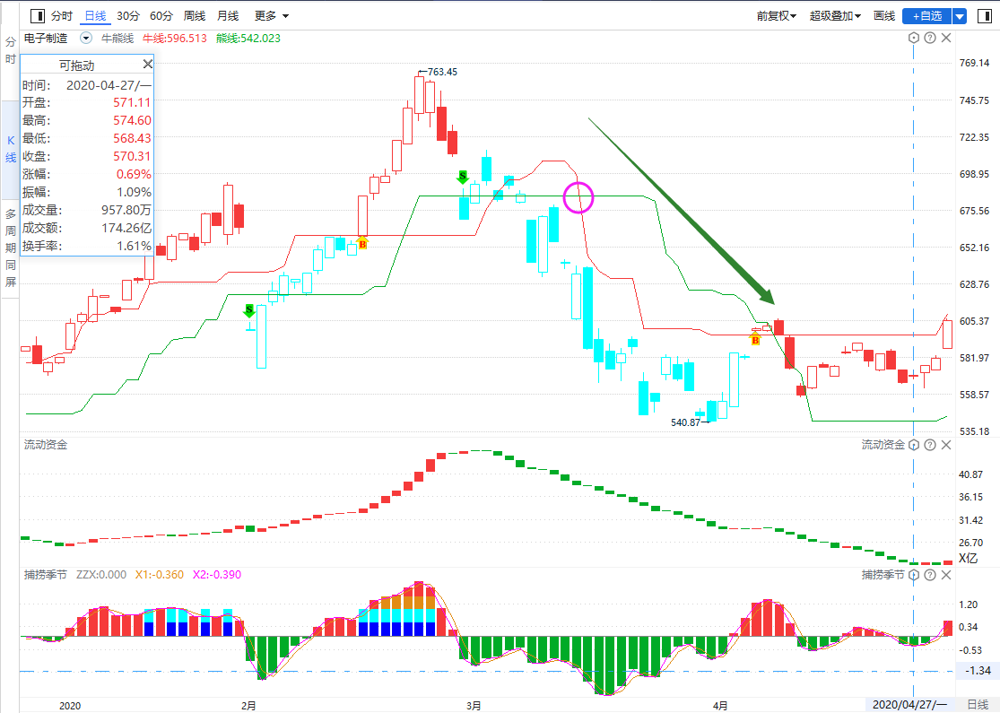 分时 日线 30分 60分 周线 月线 更多 前复权 超级叠加 画线 +自选
电子制造 牛熊线 牛线:596.513 熊线:542.023
分时
K线
多周期同屏
可拖动
时间: 2020-04-27/一
开盘: 571.11
最高: 574.60
最低: 568.43
收盘: 570.31
涨幅: 0.69%
振幅: 1.09%
成交量: 957.80万
成交额: 174.26亿
换手率: 1.61%
763.45
S
B
S
B
540.87
769.14
745.75
722.35
698.95
675.56
652.16
628.76
605.37
581.97
558.57
535.18
流动资金 流动资金
40.87
36.15
31.42
26.70
X亿
捕捞季节 ZZX:0.000 X1:-0.360 X2:-0.390 捕捞季节
1.20
0.34
-0.53
-1.34
2020 2月 3月 4月 2020/04/27/一 日线